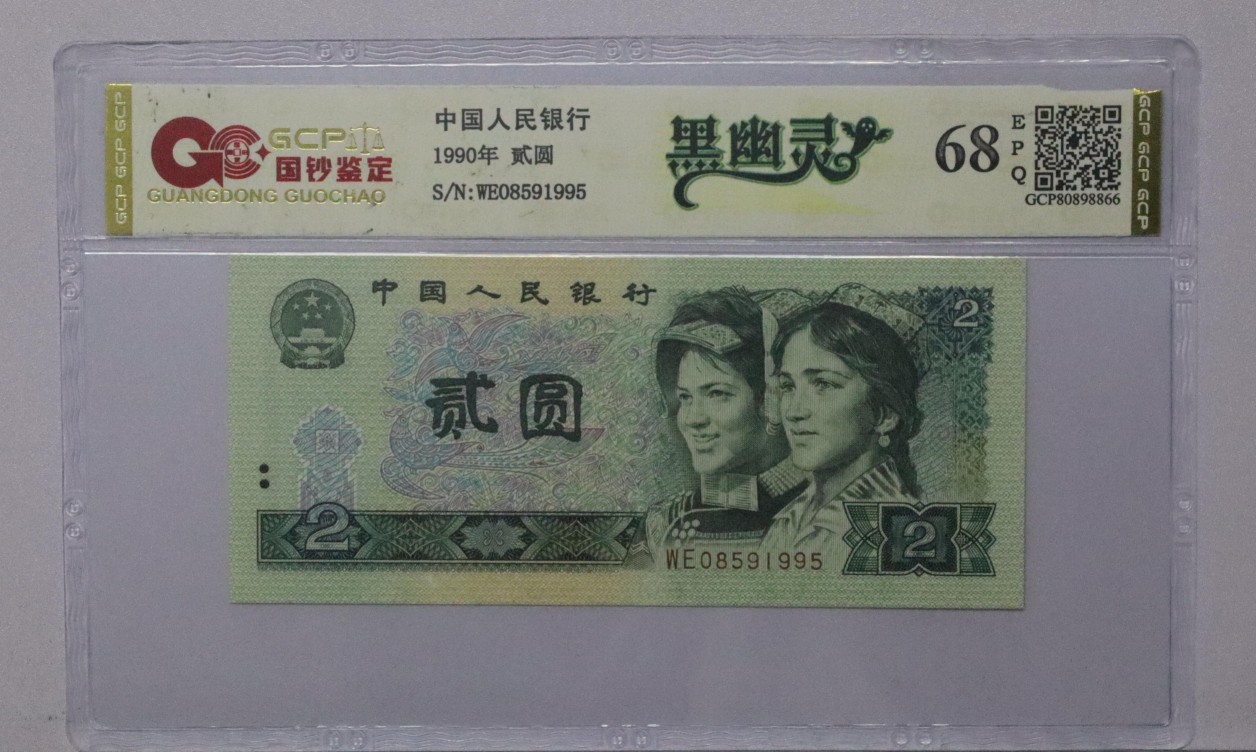 GCP GCP GCP
GCP
国钞鉴定
GUANGDONG GUOCHAO
中国人民银行
1990年 贰圆
S/N:WE08591995
黑幽灵
68
EPQ
GCP80898866
GCP GCP GCP
中国人民银行
2
贰圆
2
WE08591995
2